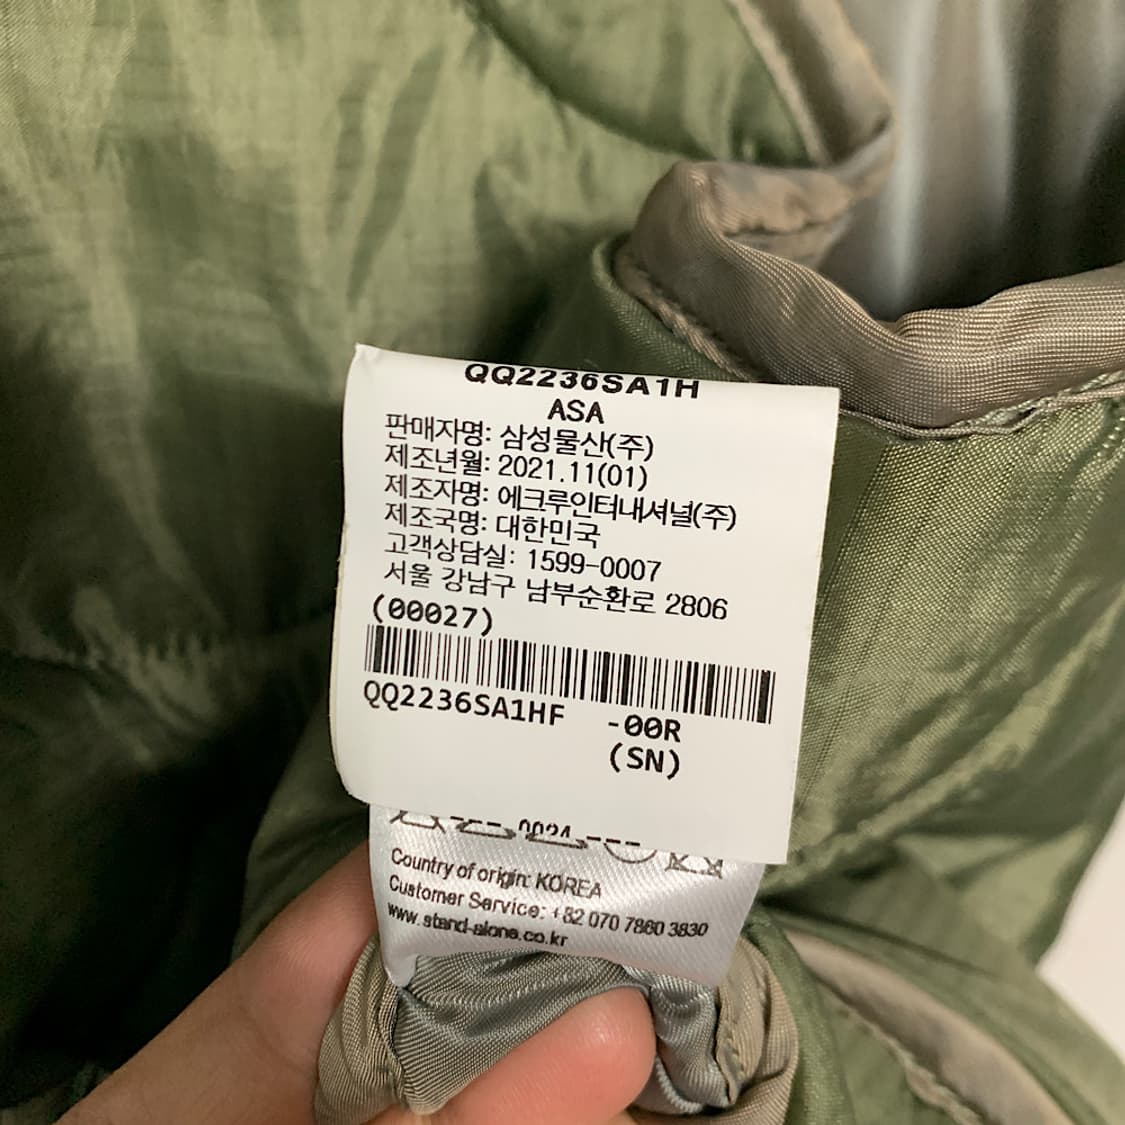 QQ2236SA1H
ASA
판매자명: 삼성물산(주)
제조년월: 2021.11(01)
제조자명: 에크루인터내셔널(주)
제조국명: 대한민국
고객상담실: 1599-0007
서울 강남구 남부순환로 2806
(00027)
QQ2236SA1HF -00R
(SN)
Country of origin: KOREA
Customer Service: +82 070 7860 3830
www.stand-alone.co.kr